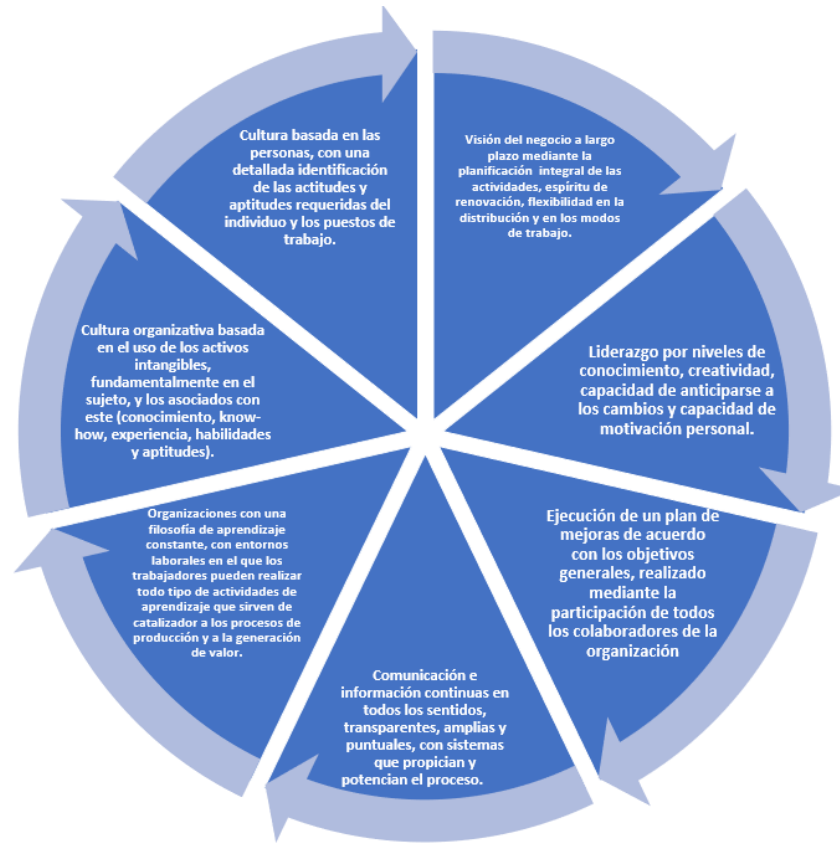 Visión del negocio a largo
plazo mediante la
planificación integral de las
actividades, espíritu de
renovación, flexibilidad en la
distribución y en los modos
de trabajo.
Liderazgo por niveles de
conocimiento, creatividad,
capacidad de anticiparse a
los cambios y capacidad de
motivación personal.
Ejecución de un plan de
mejoras de acuerdo
con los objetivos
generales, realizado
mediante la
participación de todos
los colaboradores de la
organización
Comunicación e
información continuas en
todos los sentidos,
transparentes, amplias y
puntuales, con sistemas
que propician y
potencian el proceso.
Organizaciones con una
filosofía de aprendizaje
constante, con entornos
laborales en el que los
trabajadores pueden realizar
todo tipo de actividades de
aprendizaje que sirven de
catalizador a los procesos de
producción y a la generación
de valor.
Cultura organizativa basada
en el uso de los activos
intangibles,
fundamentalmente en el
sujeto, y los asociados con
este (conocimiento, know-
how, experiencia, habilidades
y aptitudes).
Cultura basada en las
personas, con una
detallada identificación
de las actitudes y
aptitudes requeridas del
individuo y los puestos de
trabajo.